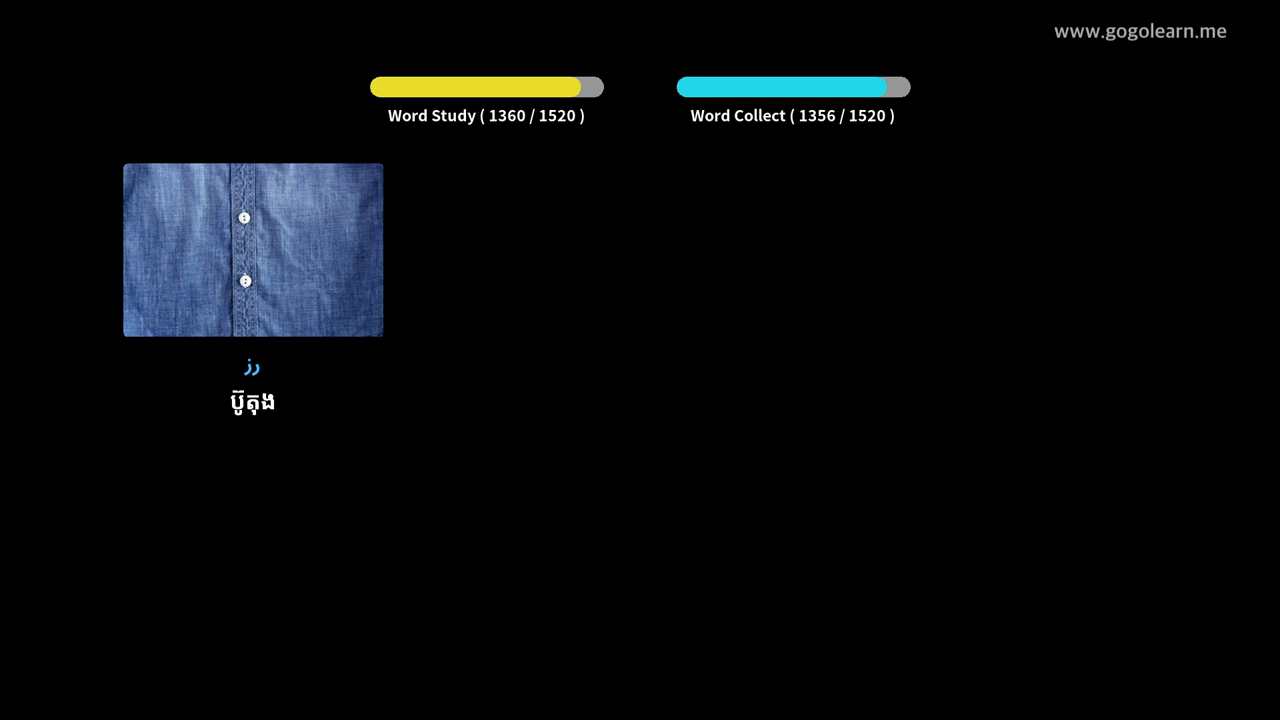 www.gogolearn.me
Word Study ( 1360 / 1520 )
Word Collect ( 1356 / 1520 )
زر
ប៊ូតុង